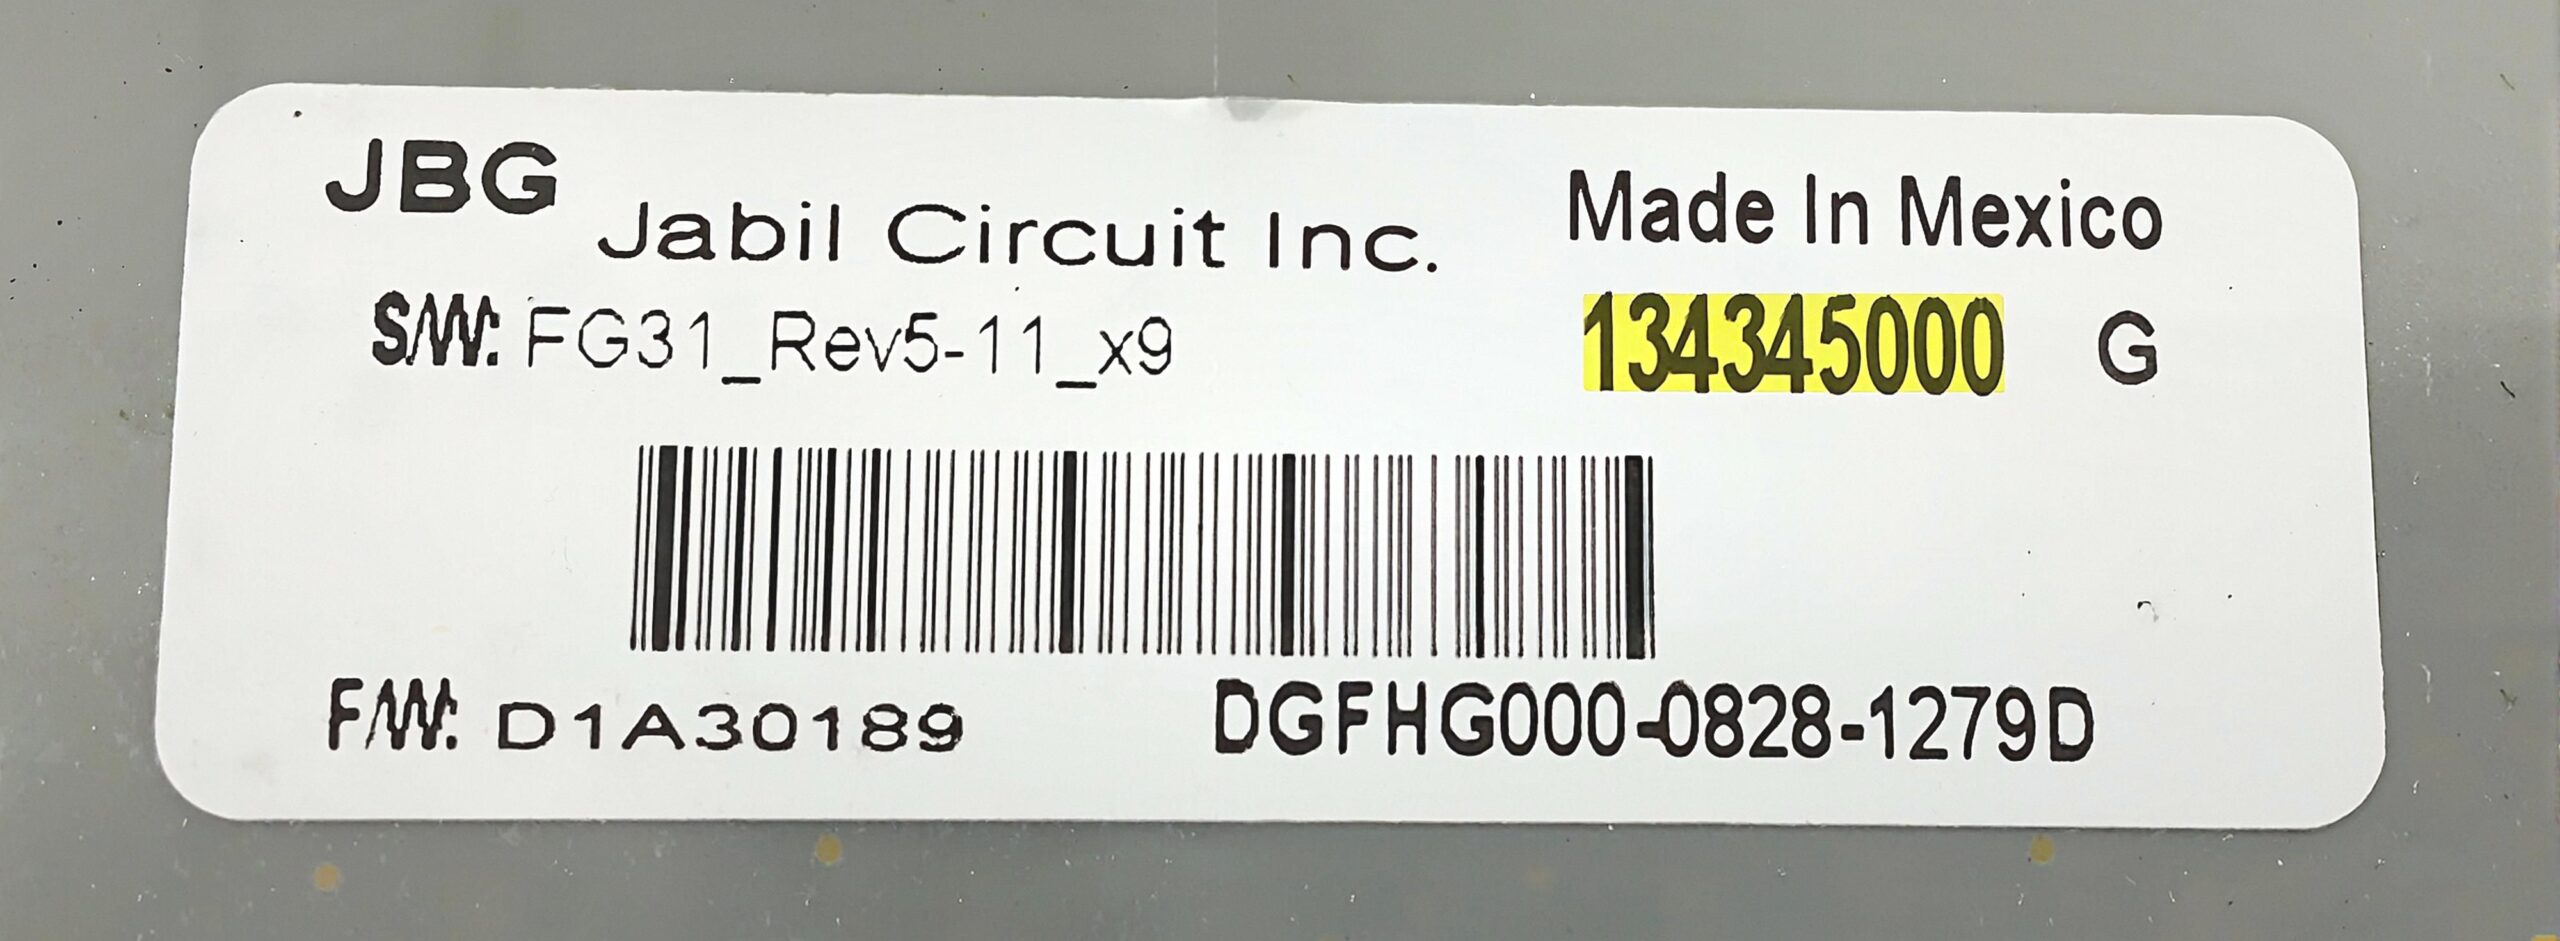 JBG Jabil Circuit Inc. Made In Mexico
S/W: FG31_Rev5-11_x9 134345000 G
F/W: D1A30189 DGFHG000-0828-1279D